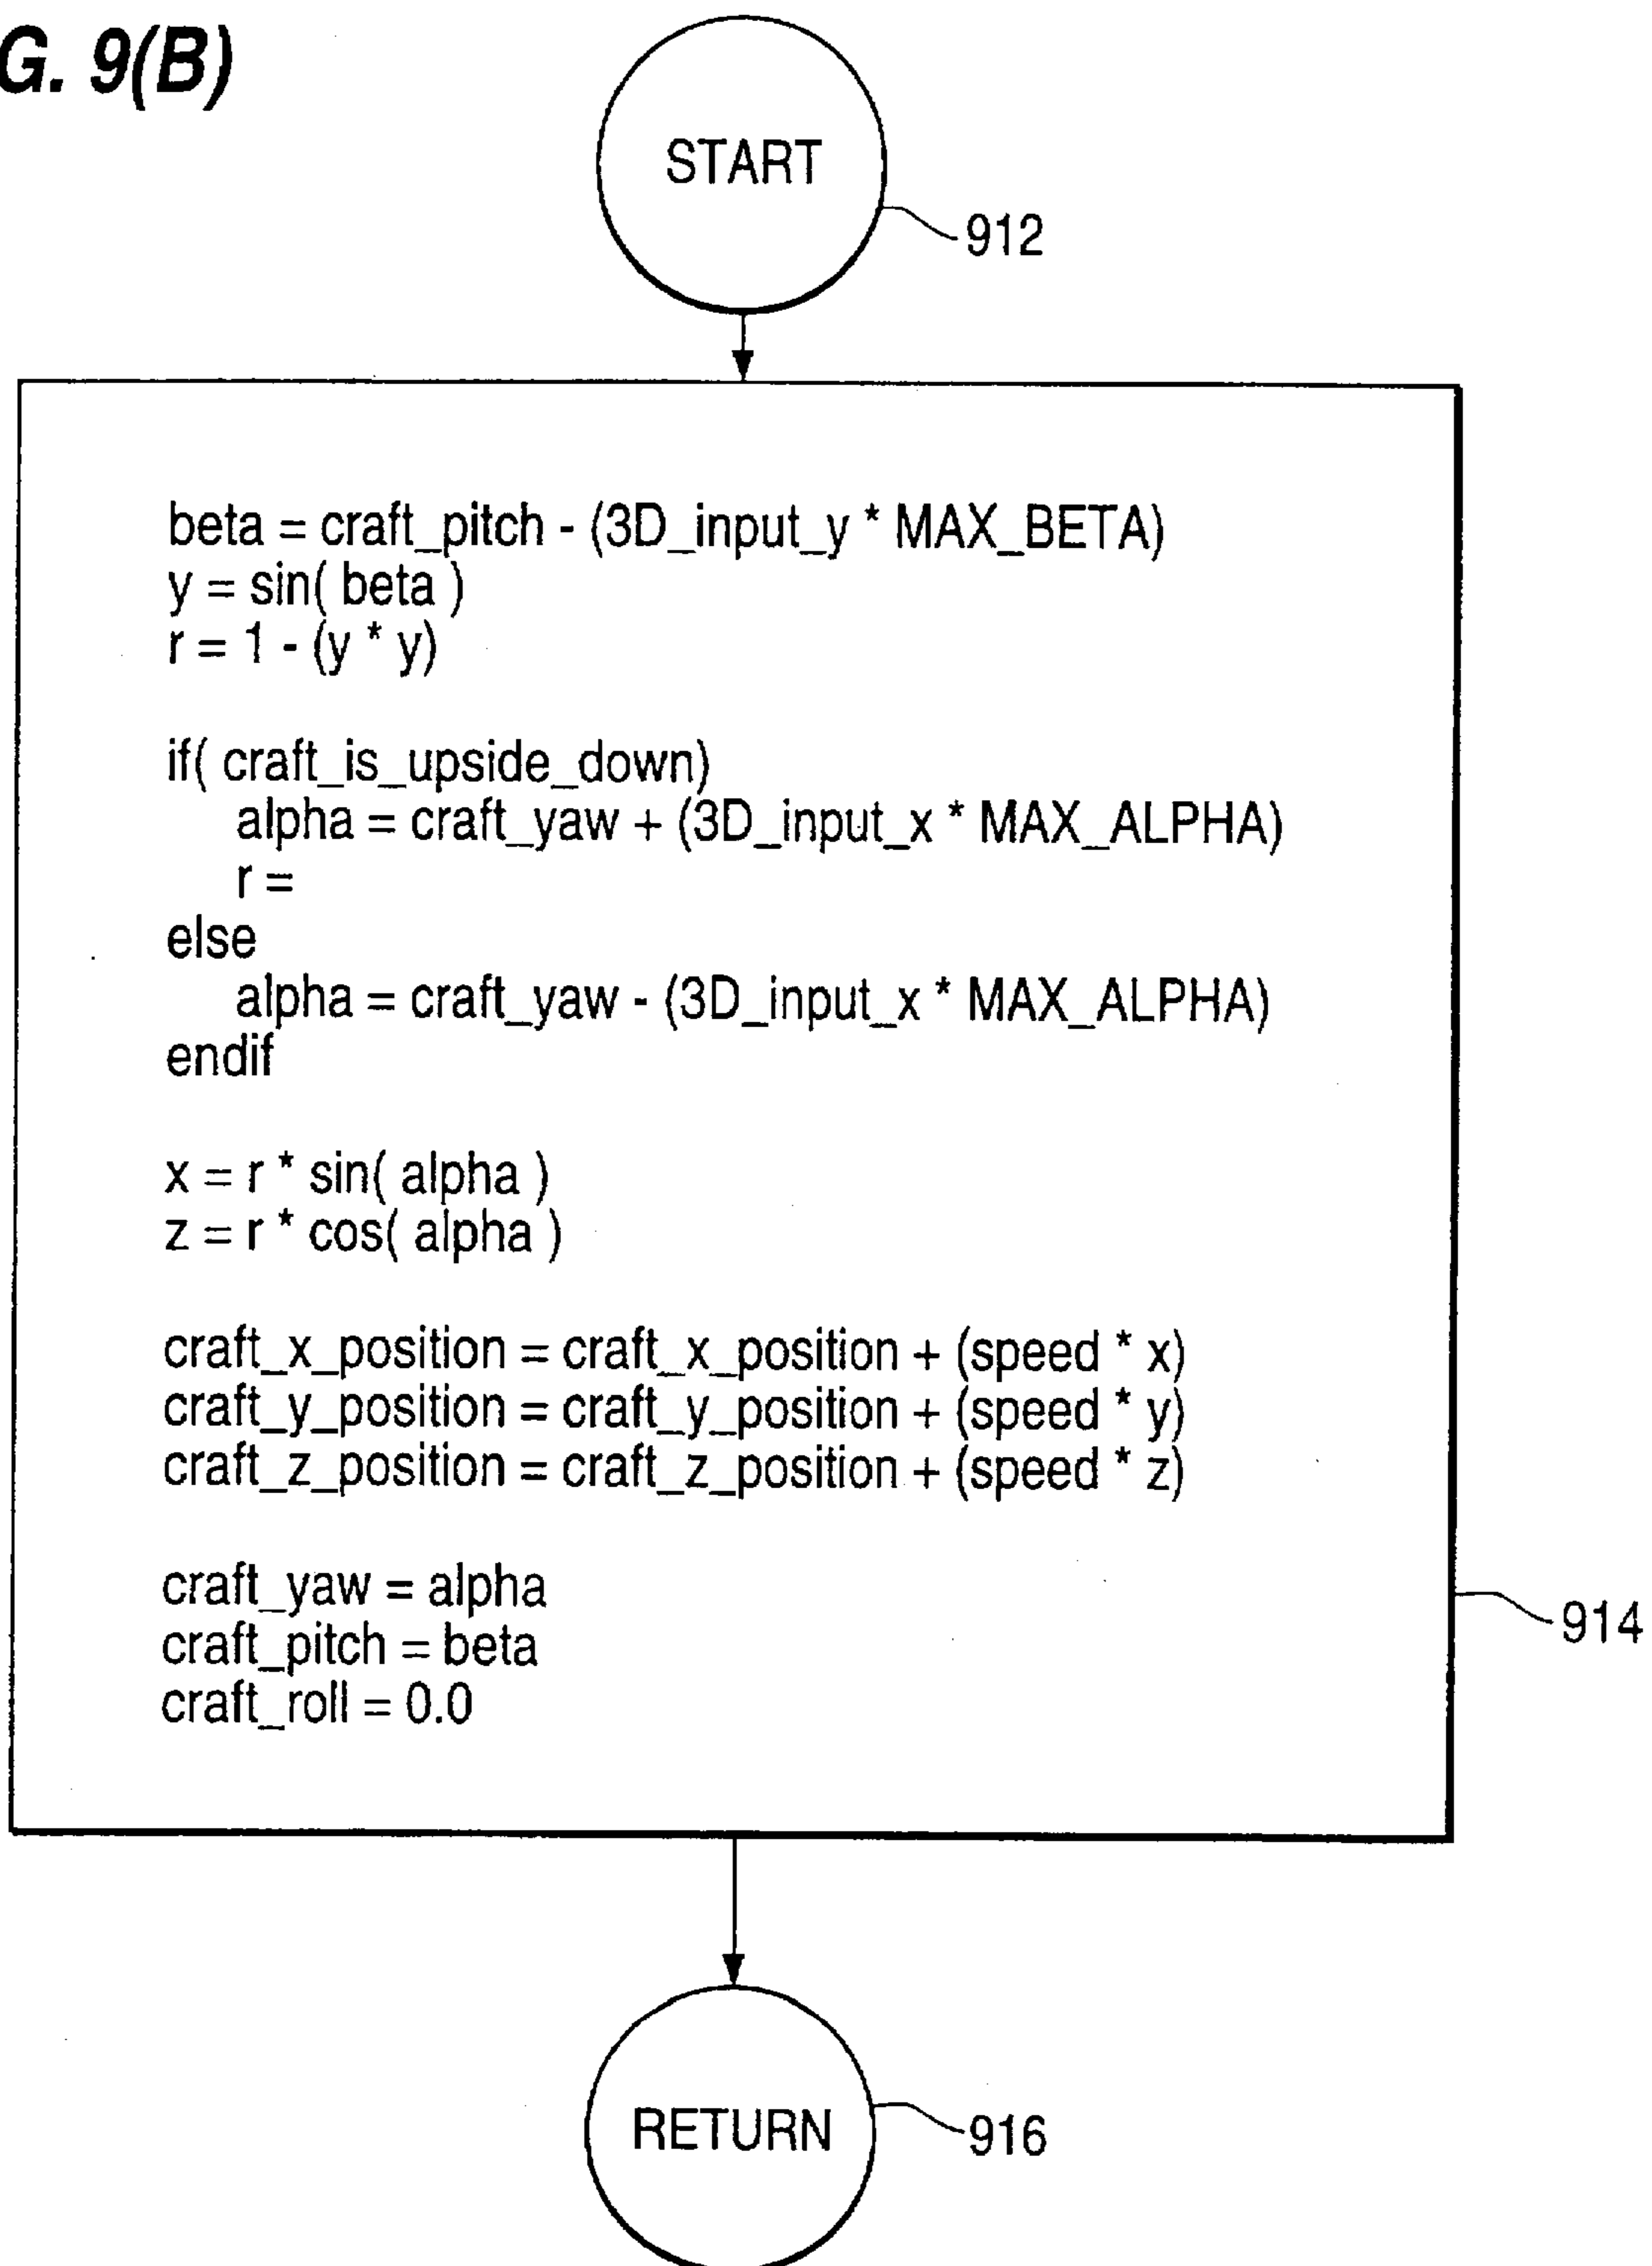 G. 9(B)
START
912
beta = craft_pitch - (3D_input_y * MAX_BETA)
y = sin( beta )
r = 1 - (y * y)
if( craft_is_upside_down)
alpha = craft_yaw + (3D_input_x * MAX_ALPHA)
r =
else
alpha = craft_yaw - (3D_input_x * MAX_ALPHA)
endif
x = r * sin( alpha )
z = r * cos( alpha )
craft_x_position = craft_x_position + (speed * x)
craft_y_position = craft_y_position + (speed * y)
craft_z_position = craft_z_position + (speed * z)
craft_yaw = alpha
craft_pitch = beta
craft_roll = 0.0
914
RETURN
916